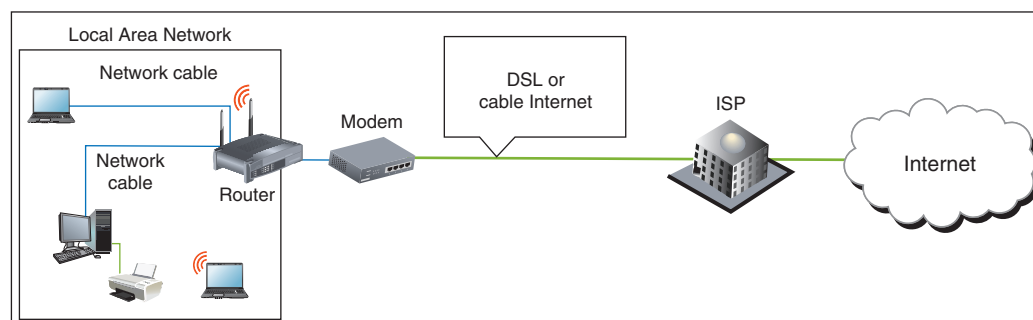 Local Area Network
Network cable
Network
cable
Router
Modem
DSL or
cable Internet
ISP
Internet